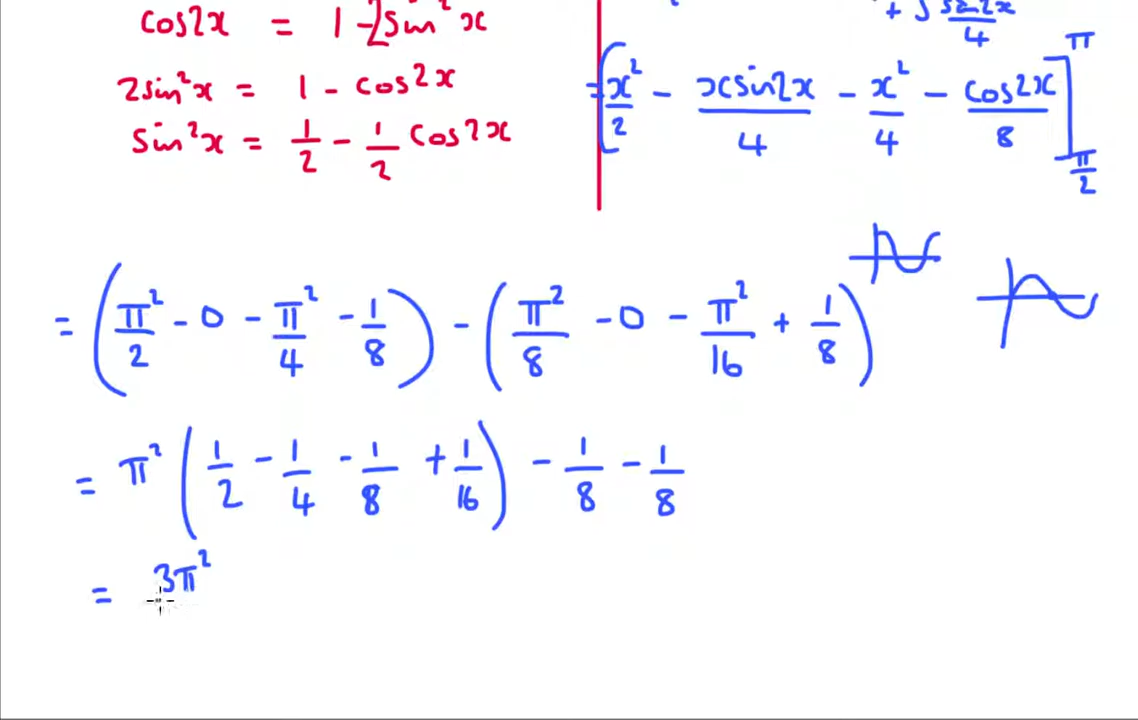 cos2x = 1 - 2sin²x
2sin²x = 1 - cos2x
sin²x = 1/2 - 1/2 cos2x
+ ∫ sin2x/4
= [x²/2 - xsin2x/4 - x²/4 - cos2x/8]
π
π/2
= (π²/2 - 0 - π²/4 - 1/8) - (π²/8 - 0 - π²/16 + 1/8)
= π² (1/2 - 1/4 - 1/8 + 1/16) - 1/8 - 1/8
= 3π²